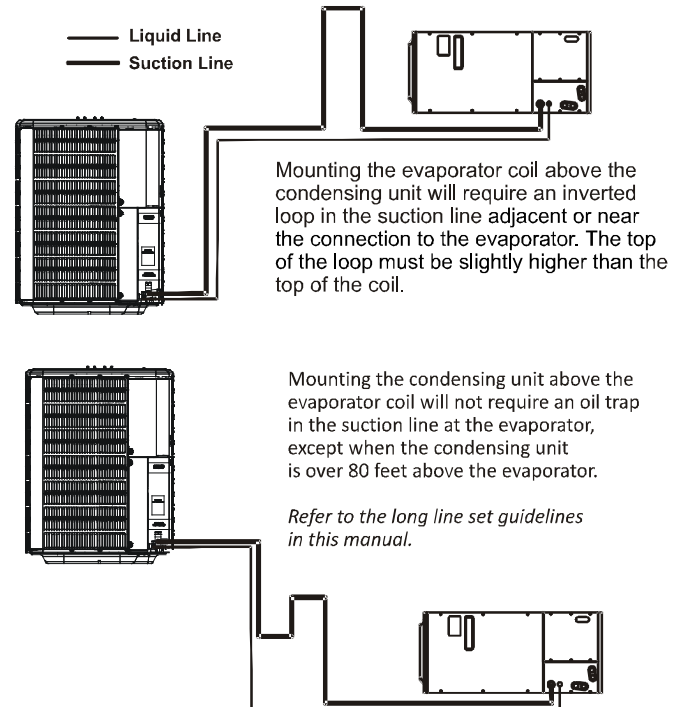 Liquid Line
Suction Line
Mounting the evaporator coil above the
condensing unit will require an inverted
loop in the suction line adjacent or near
the connection to the evaporator. The top
of the loop must be slightly higher than the
top of the coil.
Mounting the condensing unit above the
evaporator coil will not require an oil trap
in the suction line at the evaporator,
except when the condensing unit
is over 80 feet above the evaporator.
Refer to the long line set guidelines
in this manual.